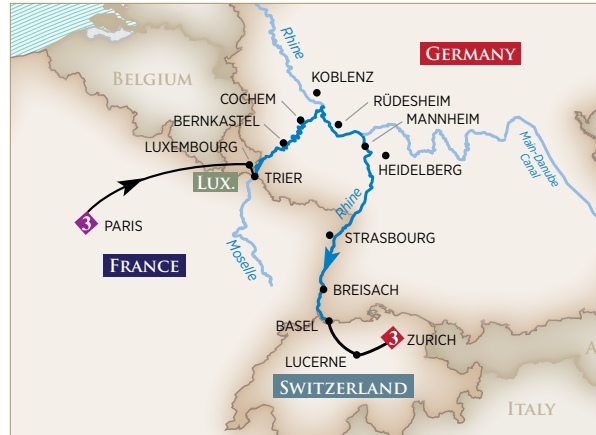 Rhine
GERMANY
BELGIUM
KOBLENZ
COCHEM
RÜDESHEIM
BERNKASTEL
MANNHEIM
LUXEMBOURG
HEIDELBERG
Main-Danube
Canal
LUX.
TRIER
Rhine
3
PARIS
Moselle
STRASBOURG
FRANCE
BREISACH
BASEL
3
ZURICH
LUCERNE
SWITZERLAND
ITALY
A